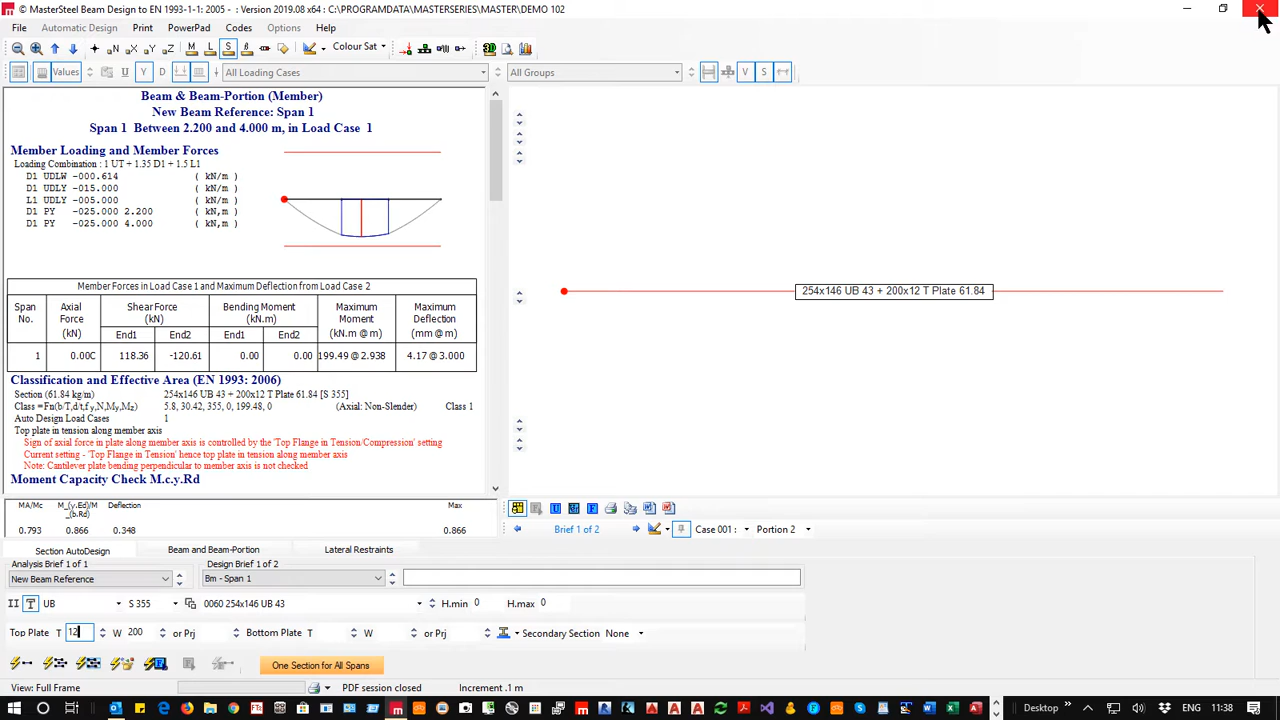 © MasterSeries Beam Design to EN 1993-1-1: 2005 - : Version 2019.08 x64 : C:\PROGRAMDATA\MASTERSERIES\MASTER\DEMO 102
File Automatic Design Print PowerPad Codes Options Help
Colour Sat
Values U Y D All Loading Cases All Groups V S
Beam & Beam-Portion (Member)
New Beam Reference: Span 1
Span 1 Between 2.200 and 4.000 m, in Load Case 1
Member Loading and Member Forces
Loading Combination : 1 UT + 1.35 D1 + 1.5 L1
D1 UDLW -000.614 ( kN/m )
D1 UDLY -015.000 ( kN/m )
L1 UDLY -005.000 ( kN/m )
D1 PY -025.000 2.200 ( kN,m )
D1 PY -025.000 4.000 ( kN,m )
Member Forces in Load Case 1 and Maximum Deflection from Load Case 2
Span No. Axial Force (kN) Shear Force (kN) Bending Moment (kN.m) Maximum Moment (kN.m @ m) Maximum Deflection (mm @ m)
End1 End2 End1 End2
1 0.00C 118.36 -120.61 0.00 0.00 199.49 @ 2.938 4.17 @ 3.000
Classification and Effective Area (EN 1993: 2006)
Section (61.84 kg/m) 254x146 UB 43 + 200x12 T Plate 61.84 [S 355]
Class =Fn(b/T,d/t,fy,N,My,Mz) 5.8, 30.42, 355, 0, 199.48, 0 (Axial: Non-Slender) Class 1
Auto Design Load Cases 1
Top plate in tension along member axis
Sign of axial force in plate along member axis is controlled by the 'Top Flange in Tension/Compression' setting
Current setting - 'Top Flange in Tension' hence top plate in tension along member axis
Note: Cantilever plate bending perpendicular to member axis is not checked
Moment Capacity Check M.c.y.Rd
254x146 UB 43 + 200x12 T Plate 61.84
MA/Mc M_(y.Ed)/M_(b.Rd) Deflection Max
0.793 0.866 0.348 0.866
Brief 1 of 2 Case 001 : Portion 2
Section AutoDesign Beam and Beam-Portion Lateral Restraints
Analysis Brief 1 of 1 Design Brief 1 of 2
New Beam Reference Bm - Span 1
UB S 355 0060 254x146 UB 43 H.min 0 H.max 0
Top Plate T 12 W 200 or Prj Bottom Plate T W or Prj Secondary Section None
One Section for All Spans
View: Full Frame PDF session closed Increment .1 m
Desktop ENG 11:38